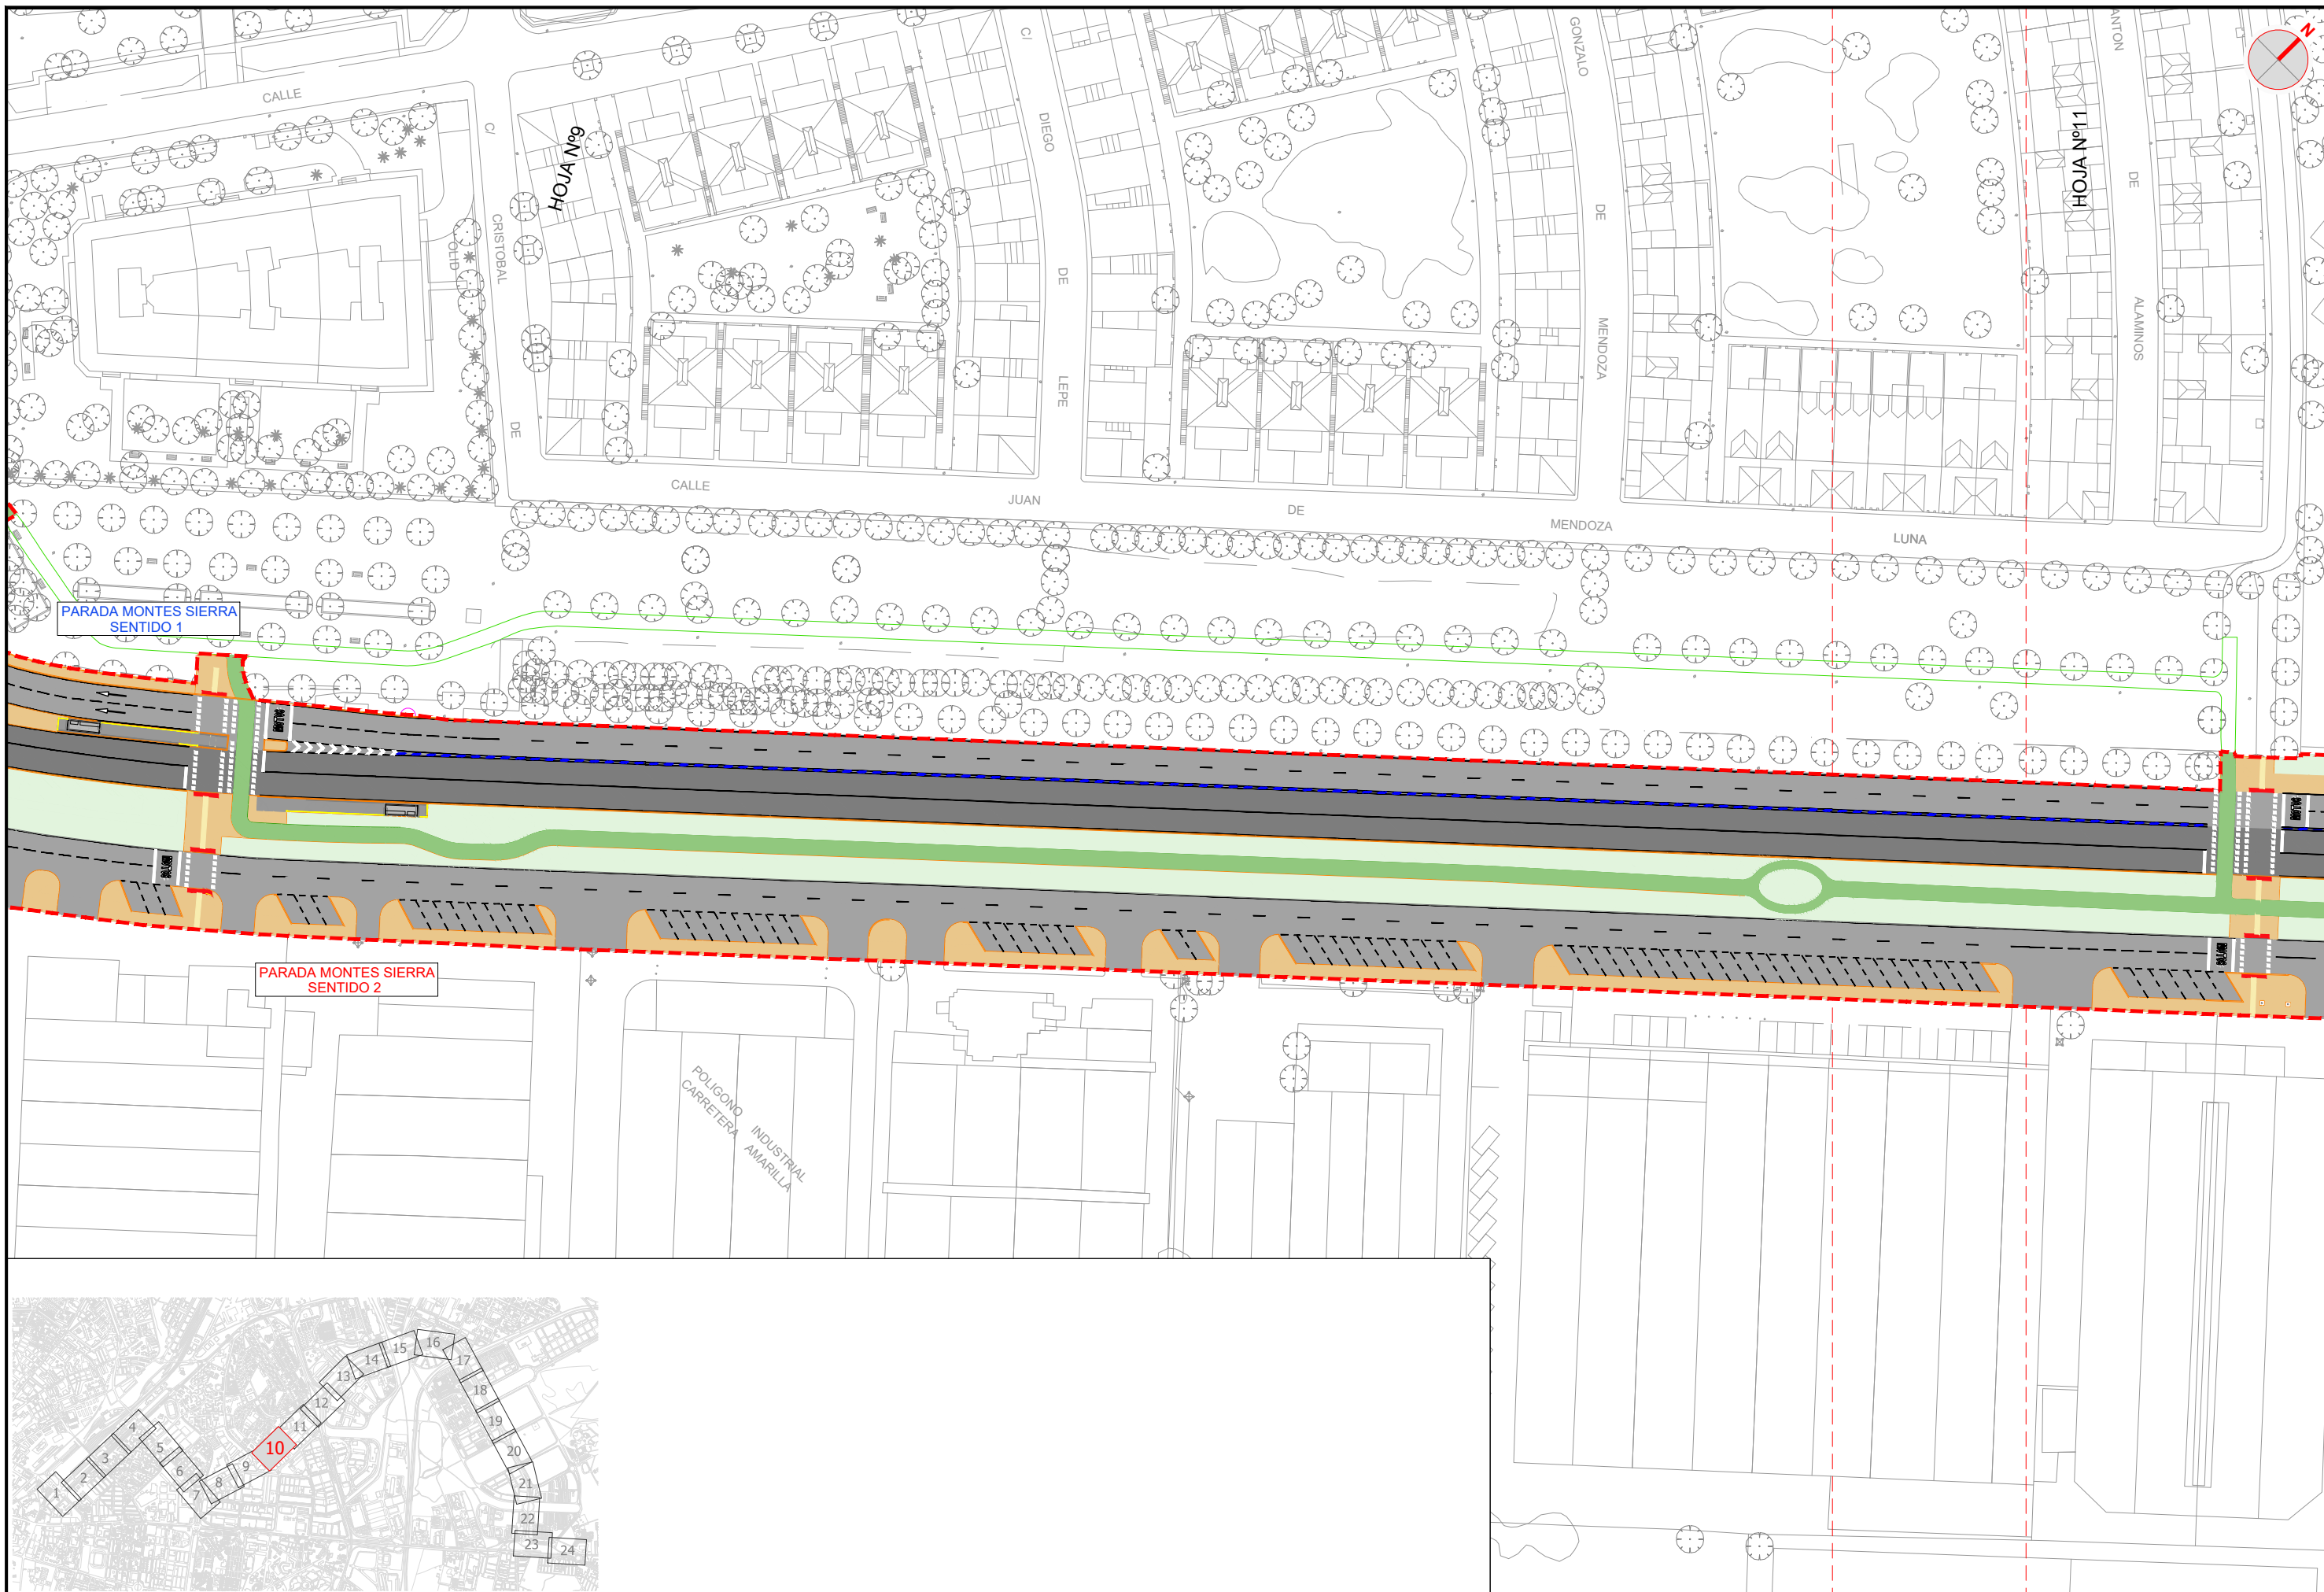 N
CALLE
C/
CRISTOBAL
DE
OLID
HOJA Nº9
C/
DIEGO
DE
LEPE
GONZALO
DE
MENDOZA
ANTON
DE
ALAMINOS
HOJA Nº11
CALLE
JUAN
DE
MENDOZA
LUNA
PARADA MONTES SIERRA
SENTIDO 1
PARADA MONTES SIERRA
SENTIDO 2
POLIGONO INDUSTRIAL
CARRETERA AMARILLA
1
2
3
4
5
6
7
8
9
10
11
12
13
14
15
16
17
18
19
20
21
22
23
24